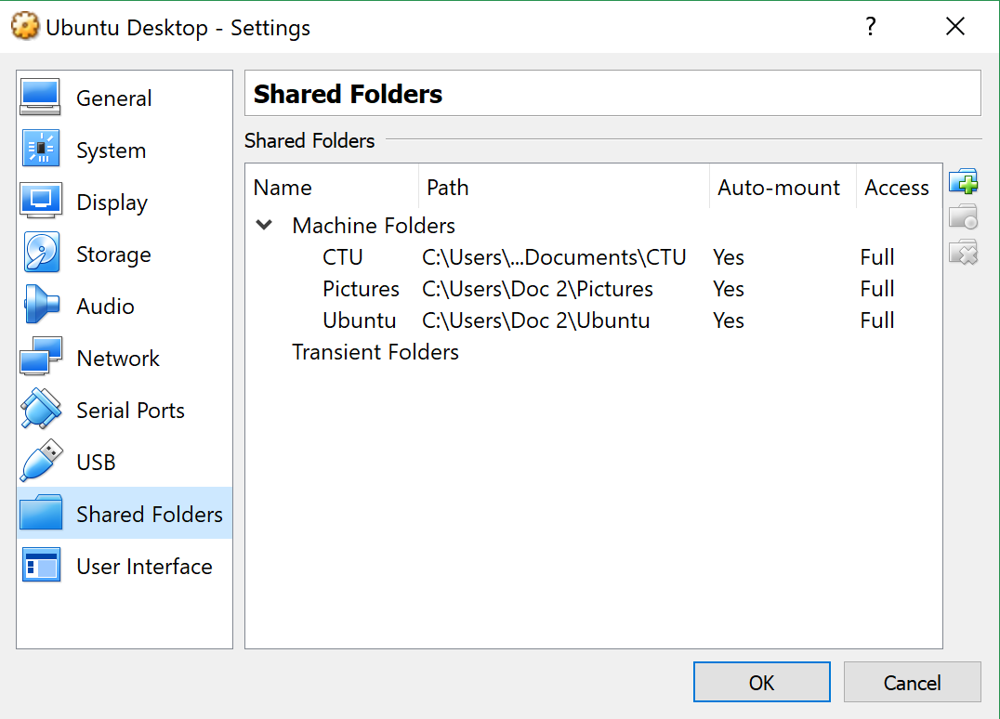 Ubuntu Desktop - Settings ?
General
System
Display
Storage
Audio
Network
Serial Ports
USB
Shared Folders
User Interface
Shared Folders
Shared Folders
Name Path Auto-mount Access
Machine Folders
CTU C:\Users\...Documents\CTU Yes Full
Pictures C:\Users\Doc 2\Pictures Yes Full
Ubuntu C:\Users\Doc 2\Ubuntu Yes Full
Transient Folders
OK Cancel